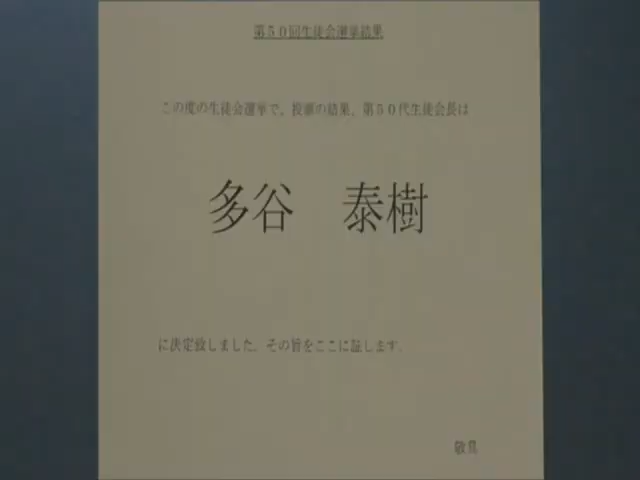 第５０回生徒会選挙結果
この度の生徒会選挙で、投票の結果、第５０代生徒会長は
多谷　泰樹
に決定致しました。その旨をここに証します。
敬具